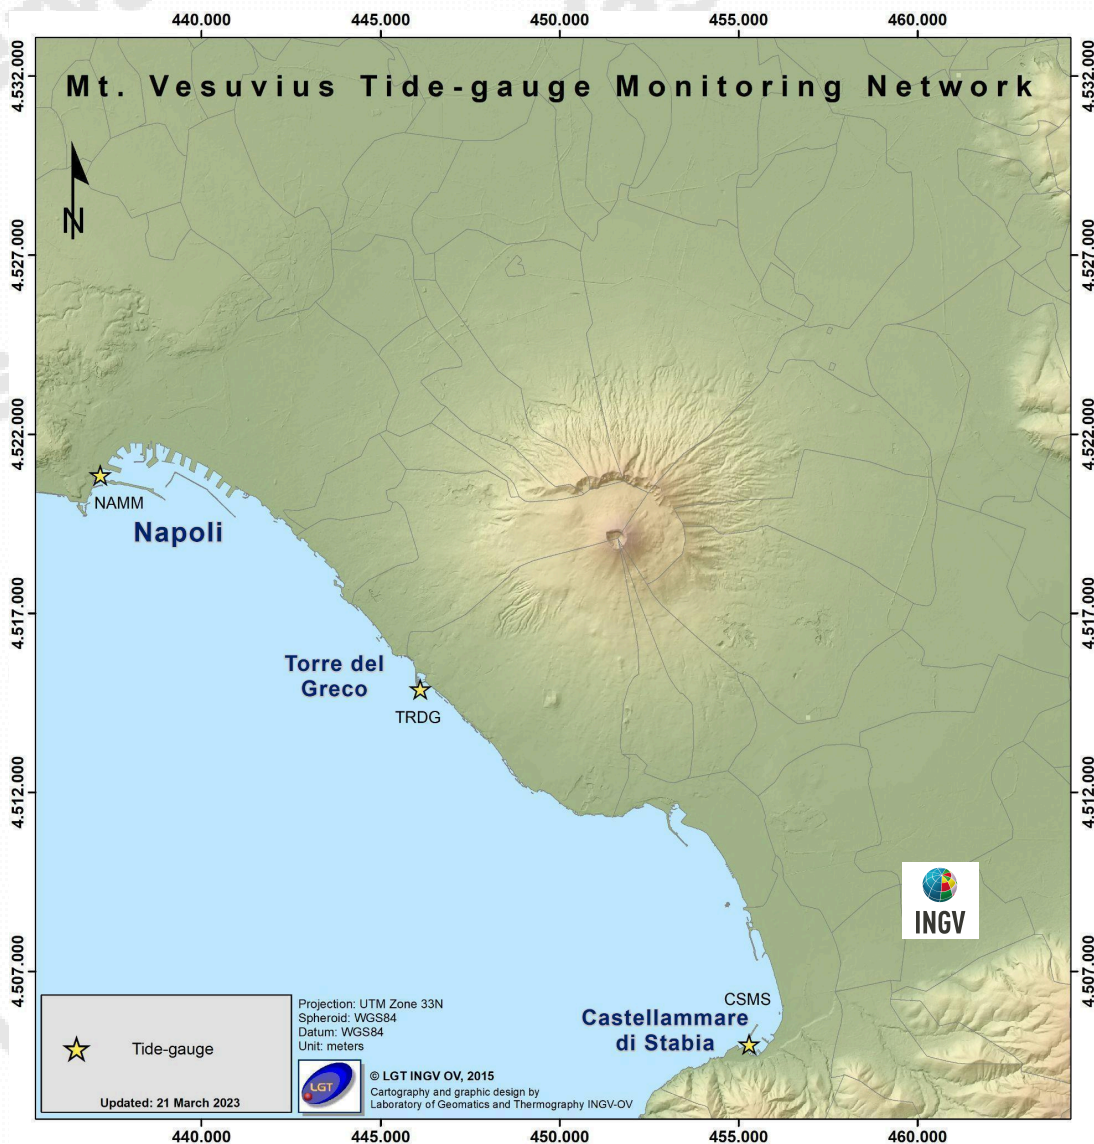 440.000 445.000 450.000 455.000 460.000
Mt. Vesuvius Tide-gauge Monitoring Network
4.532.000 4.532.000
N
4.527.000 4.527.000
4.522.000 4.522.000
NAMM
Napoli
4.517.000 4.517.000
Torre del
Greco
TRDG
4.512.000 4.512.000
INGV
4.507.000 4.507.000
CSMS
Castellammare
di Stabia
Tide-gauge
Updated: 21 March 2023
Projection: UTM Zone 33N
Spheroid: WGS84
Datum: WGS84
Unit: meters
LGT
© LGT INGV OV, 2015
Cartography and graphic design by
Laboratory of Geomatics and Thermography INGV-OV
440.000 445.000 450.000 455.000 460.000